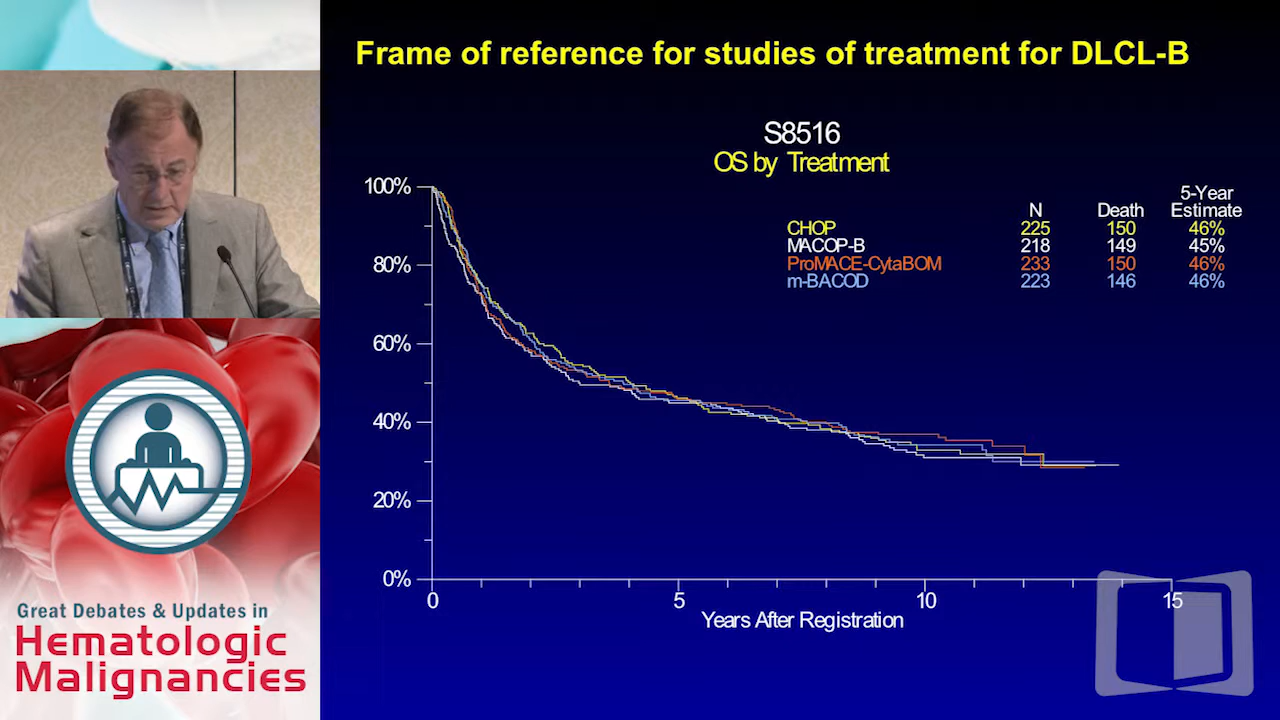 Frame of reference for studies of treatment for DLCL-B
S8516
OS by Treatment
100%
80%
60%
40%
20%
0%
0
5
10
15
Years After Registration
N Death 5-Year Estimate
CHOP 225 150 46%
MACOP-B 218 149 45%
ProMACE-CytaBOM 233 150 46%
m-BACOD 223 146 46%
Great Debates & Updates in
Hematologic
Malignancies